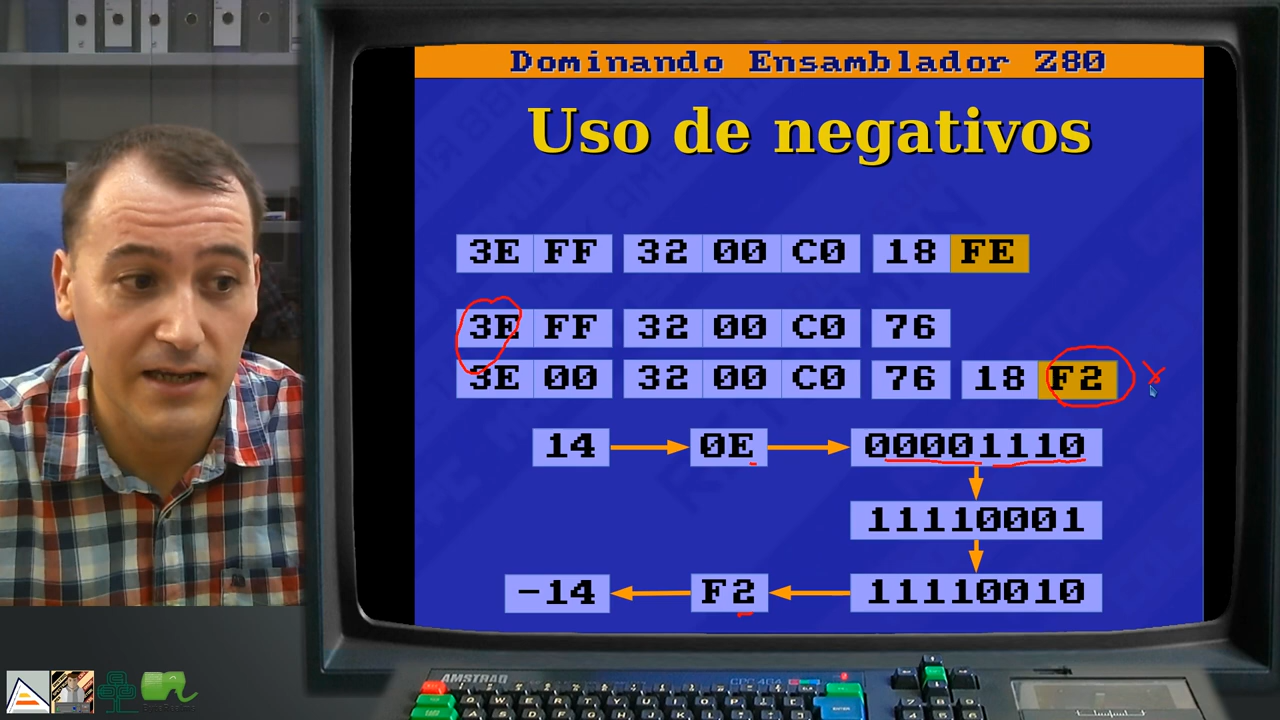 Dominando Ensamblador Z80
Uso de negativos
3E FF 32 00 C0 18 FE
3E FF 32 00 C0 76
3E 00 32 00 C0 76 18 F2
14 0E 00001110
11110001
-14 F2 11110010
AMSTRAD